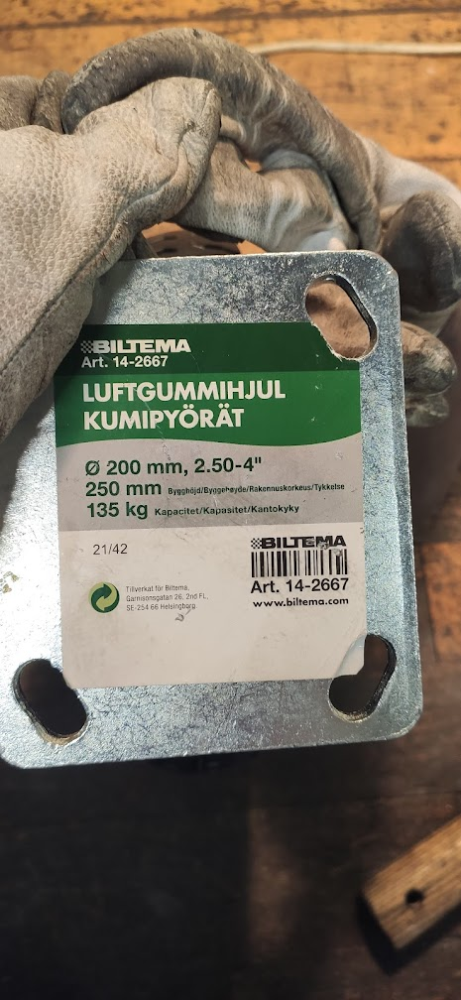 BILTEMA
Art. 14-2667
LUFTGUMMIHJUL
KUMIPYÖRÄT
Ø 200 mm, 2.50-4"
250 mm Bygghöjd/Byggehøyde/Rakennuskorkeus/Tykkelse
135 kg Kapacitet/Kapasitet/Kantokyky
21/42
BILTEMA
Art. 14-2667
www.biltema.com
Tillverkat för Biltema,
Garnisonsgatan 26, 2nd FL,
SE-254 66 Helsingborg